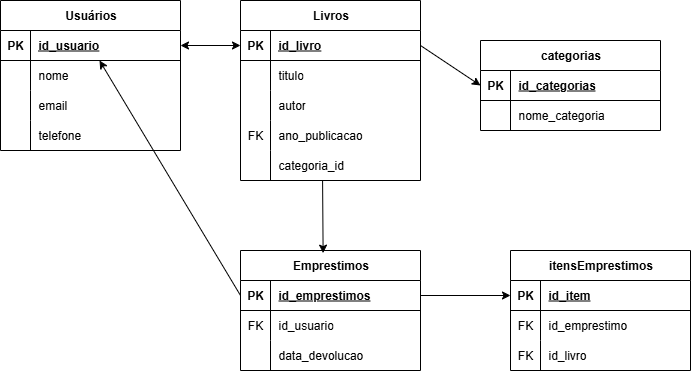 Usuários
PK id_usuario
nome
email
telefone
Livros
PK id_livro
titulo
autor
FK ano_publicacao
categoria_id
categorias
PK id_categorias
nome_categoria
Emprestimos
PK id_emprestimos
FK id_usuario
data_devolucao
itensEmprestimos
PK id_item
FK id_emprestimo
FK id_livro